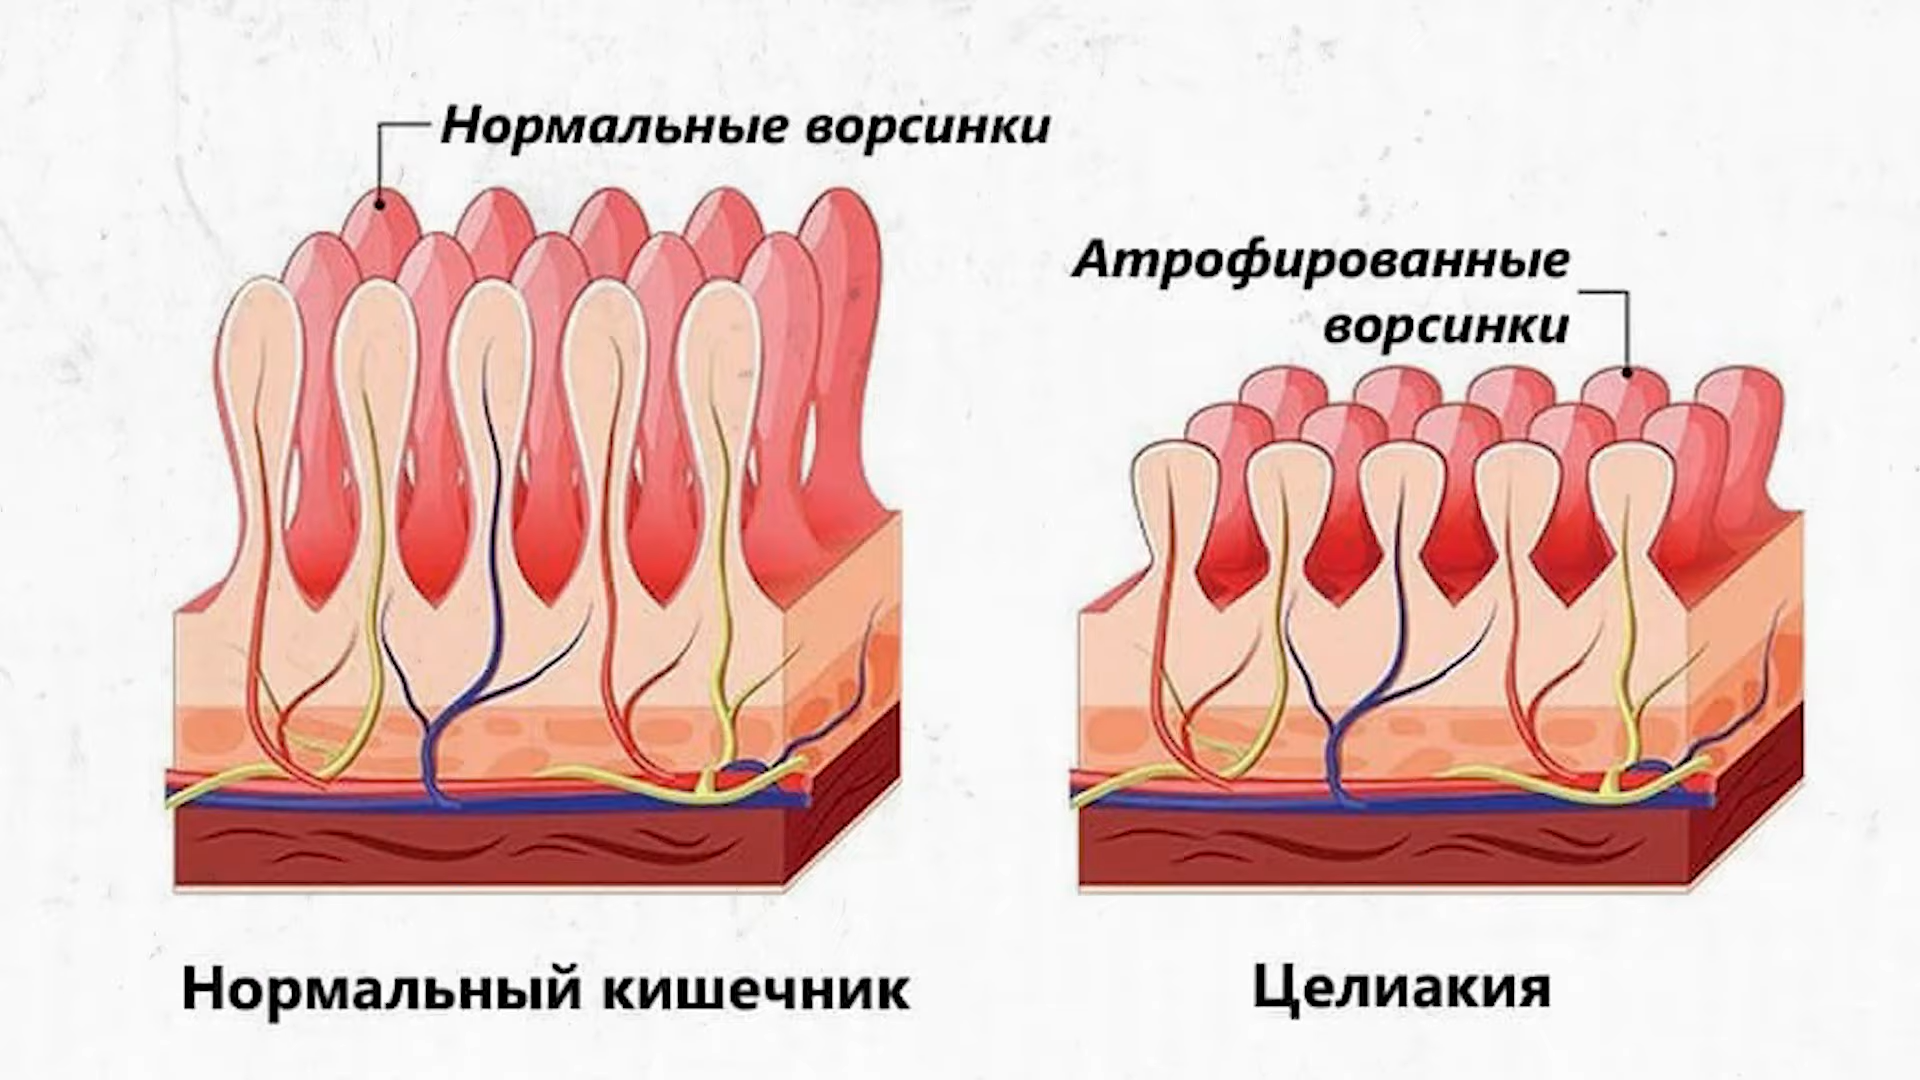 Нормальные ворсинки
Атрофированные
ворсинки
Нормальный кишечник
Целиакия